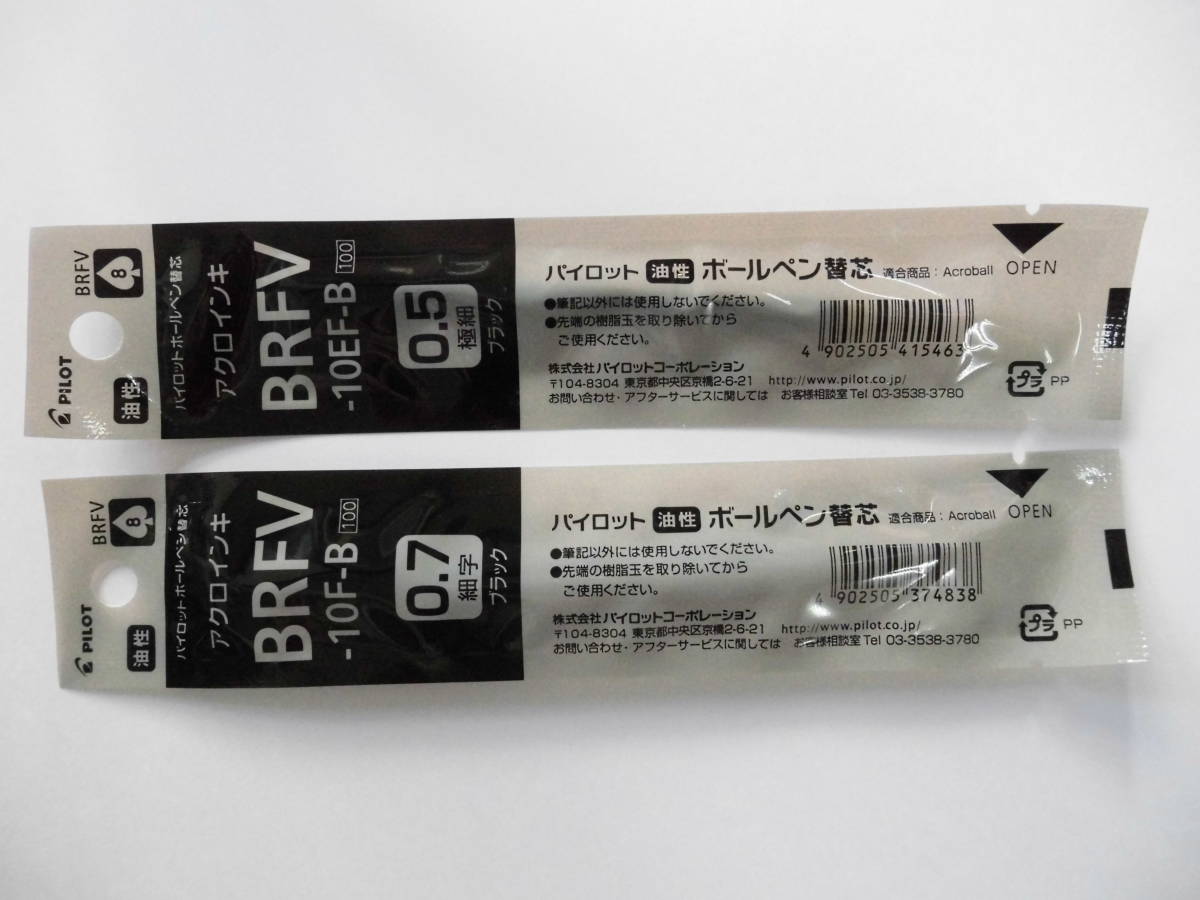 PILOT
油性
BRFV
8
パイロットボールペン替芯
アクロインキ
BRFV
-10EF-B 100
0.5
極細
ブラック
パイロット 油性 ボールペン替芯 適合商品：Acroball OPEN
●筆記以外には使用しないでください。
●先端の樹脂玉を取り除いてから
ご使用ください。
4 902505 415463
株式会社パイロットコーポレーション
〒104-8304 東京都中央区京橋2-6-21 http://www.pilot.co.jp/
お問い合わせ・アフターサービスに関しては お客様相談室Tel 03-3538-3780
プラ PP
PILOT
油性
BRFV
8
パイロットボールペン替芯
アクロインキ
BRFV
-10F-B 100
0.7
細字
ブラック
パイロット 油性 ボールペン替芯 適合商品：Acroball OPEN
●筆記以外には使用しないでください。
●先端の樹脂玉を取り除いてから
ご使用ください。
4 902505 374838
株式会社パイロットコーポレーション
〒104-8304 東京都中央区京橋2-6-21 http://www.pilot.co.jp/
お問い合わせ・アフターサービスに関しては お客様相談室Tel 03-3538-3780
プラ PP